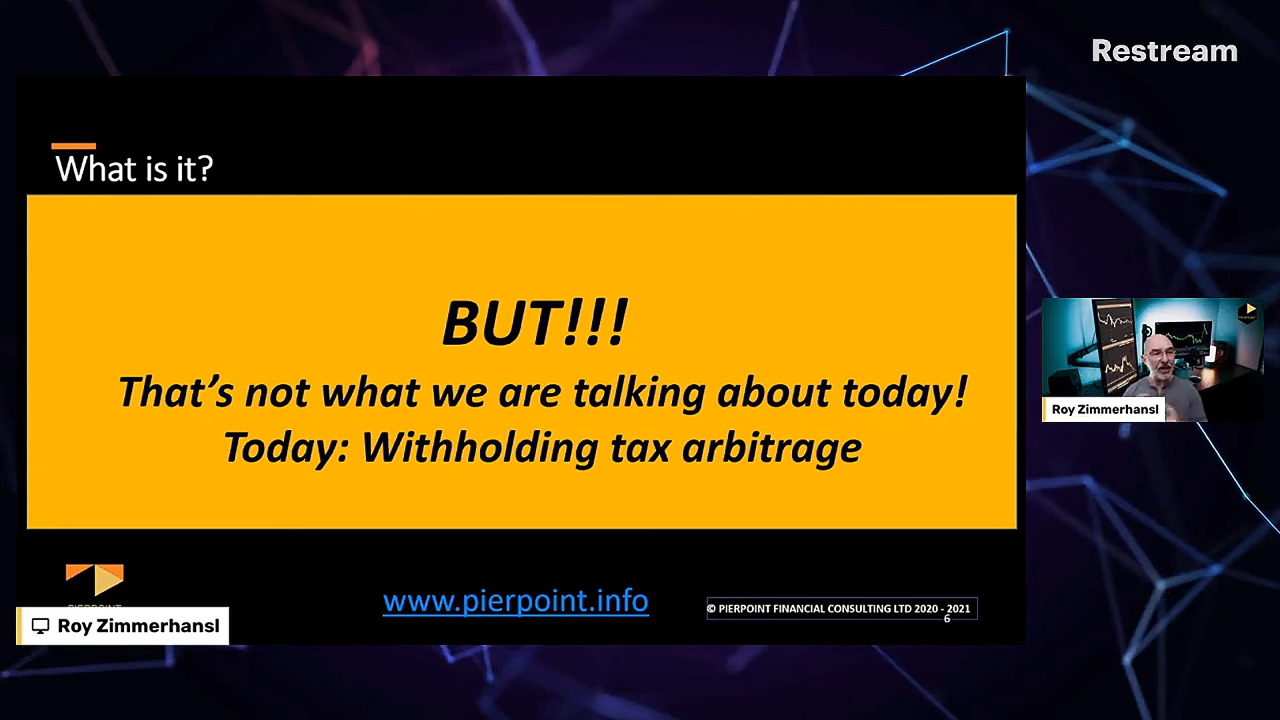 Restream
What is it?
BUT!!!
That's not what we are talking about today!
Today: Withholding tax arbitrage
Roy Zimmerhansl
www.pierpoint.info
© PIERPOINT FINANCIAL CONSULTING LTD 2020 - 2021
6
Roy Zimmerhansl